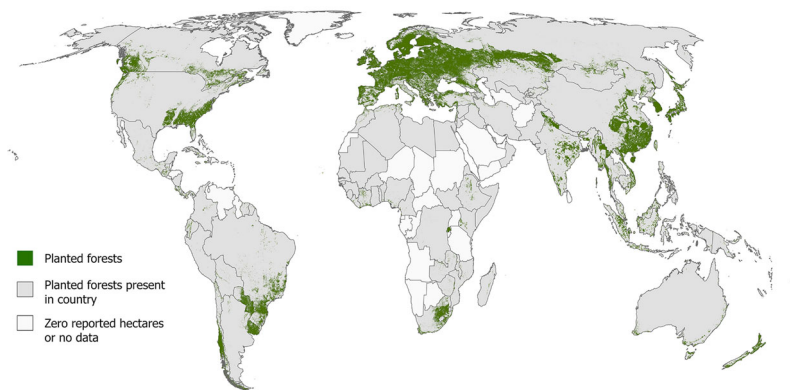 Planted forests
Planted forests present
in country
Zero reported hectares
or no data